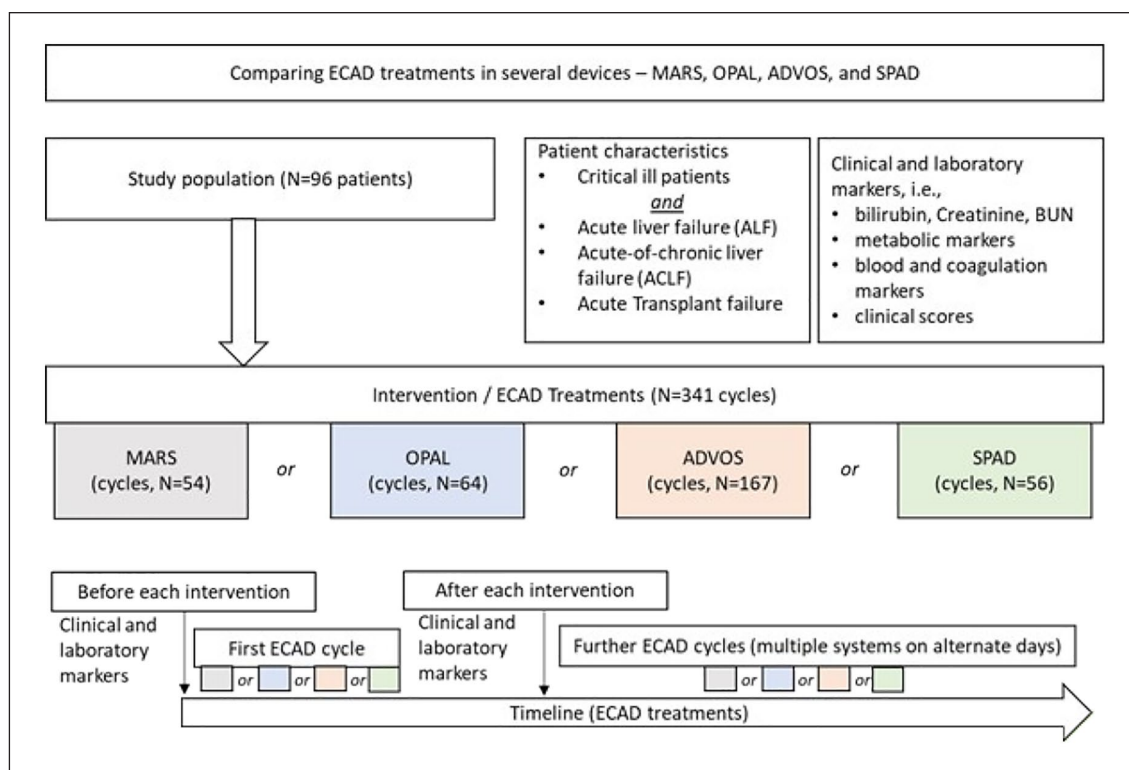 Comparing ECAD treatments in several devices – MARS, OPAL, ADVOS, and SPAD
Study population (N=96 patients)
Patient characteristics
• Critical ill patients
and
• Acute liver failure (ALF)
• Acute-of-chronic liver
failure (ACLF)
• Acute Transplant failure
Clinical and laboratory
markers, i.e.,
• bilirubin, Creatinine, BUN
• metabolic markers
• blood and coagulation
markers
• clinical scores
Intervention / ECAD Treatments (N=341 cycles)
MARS
(cycles, N=54)
or
OPAL
(cycles, N=64)
or
ADVOS
(cycles, N=167)
or
SPAD
(cycles, N=56)
Before each intervention
Clinical and
laboratory
markers
First ECAD cycle
or or or
After each intervention
Clinical and
laboratory
markers
Further ECAD cycles (multiple systems on alternate days)
or or or
Timeline (ECAD treatments)